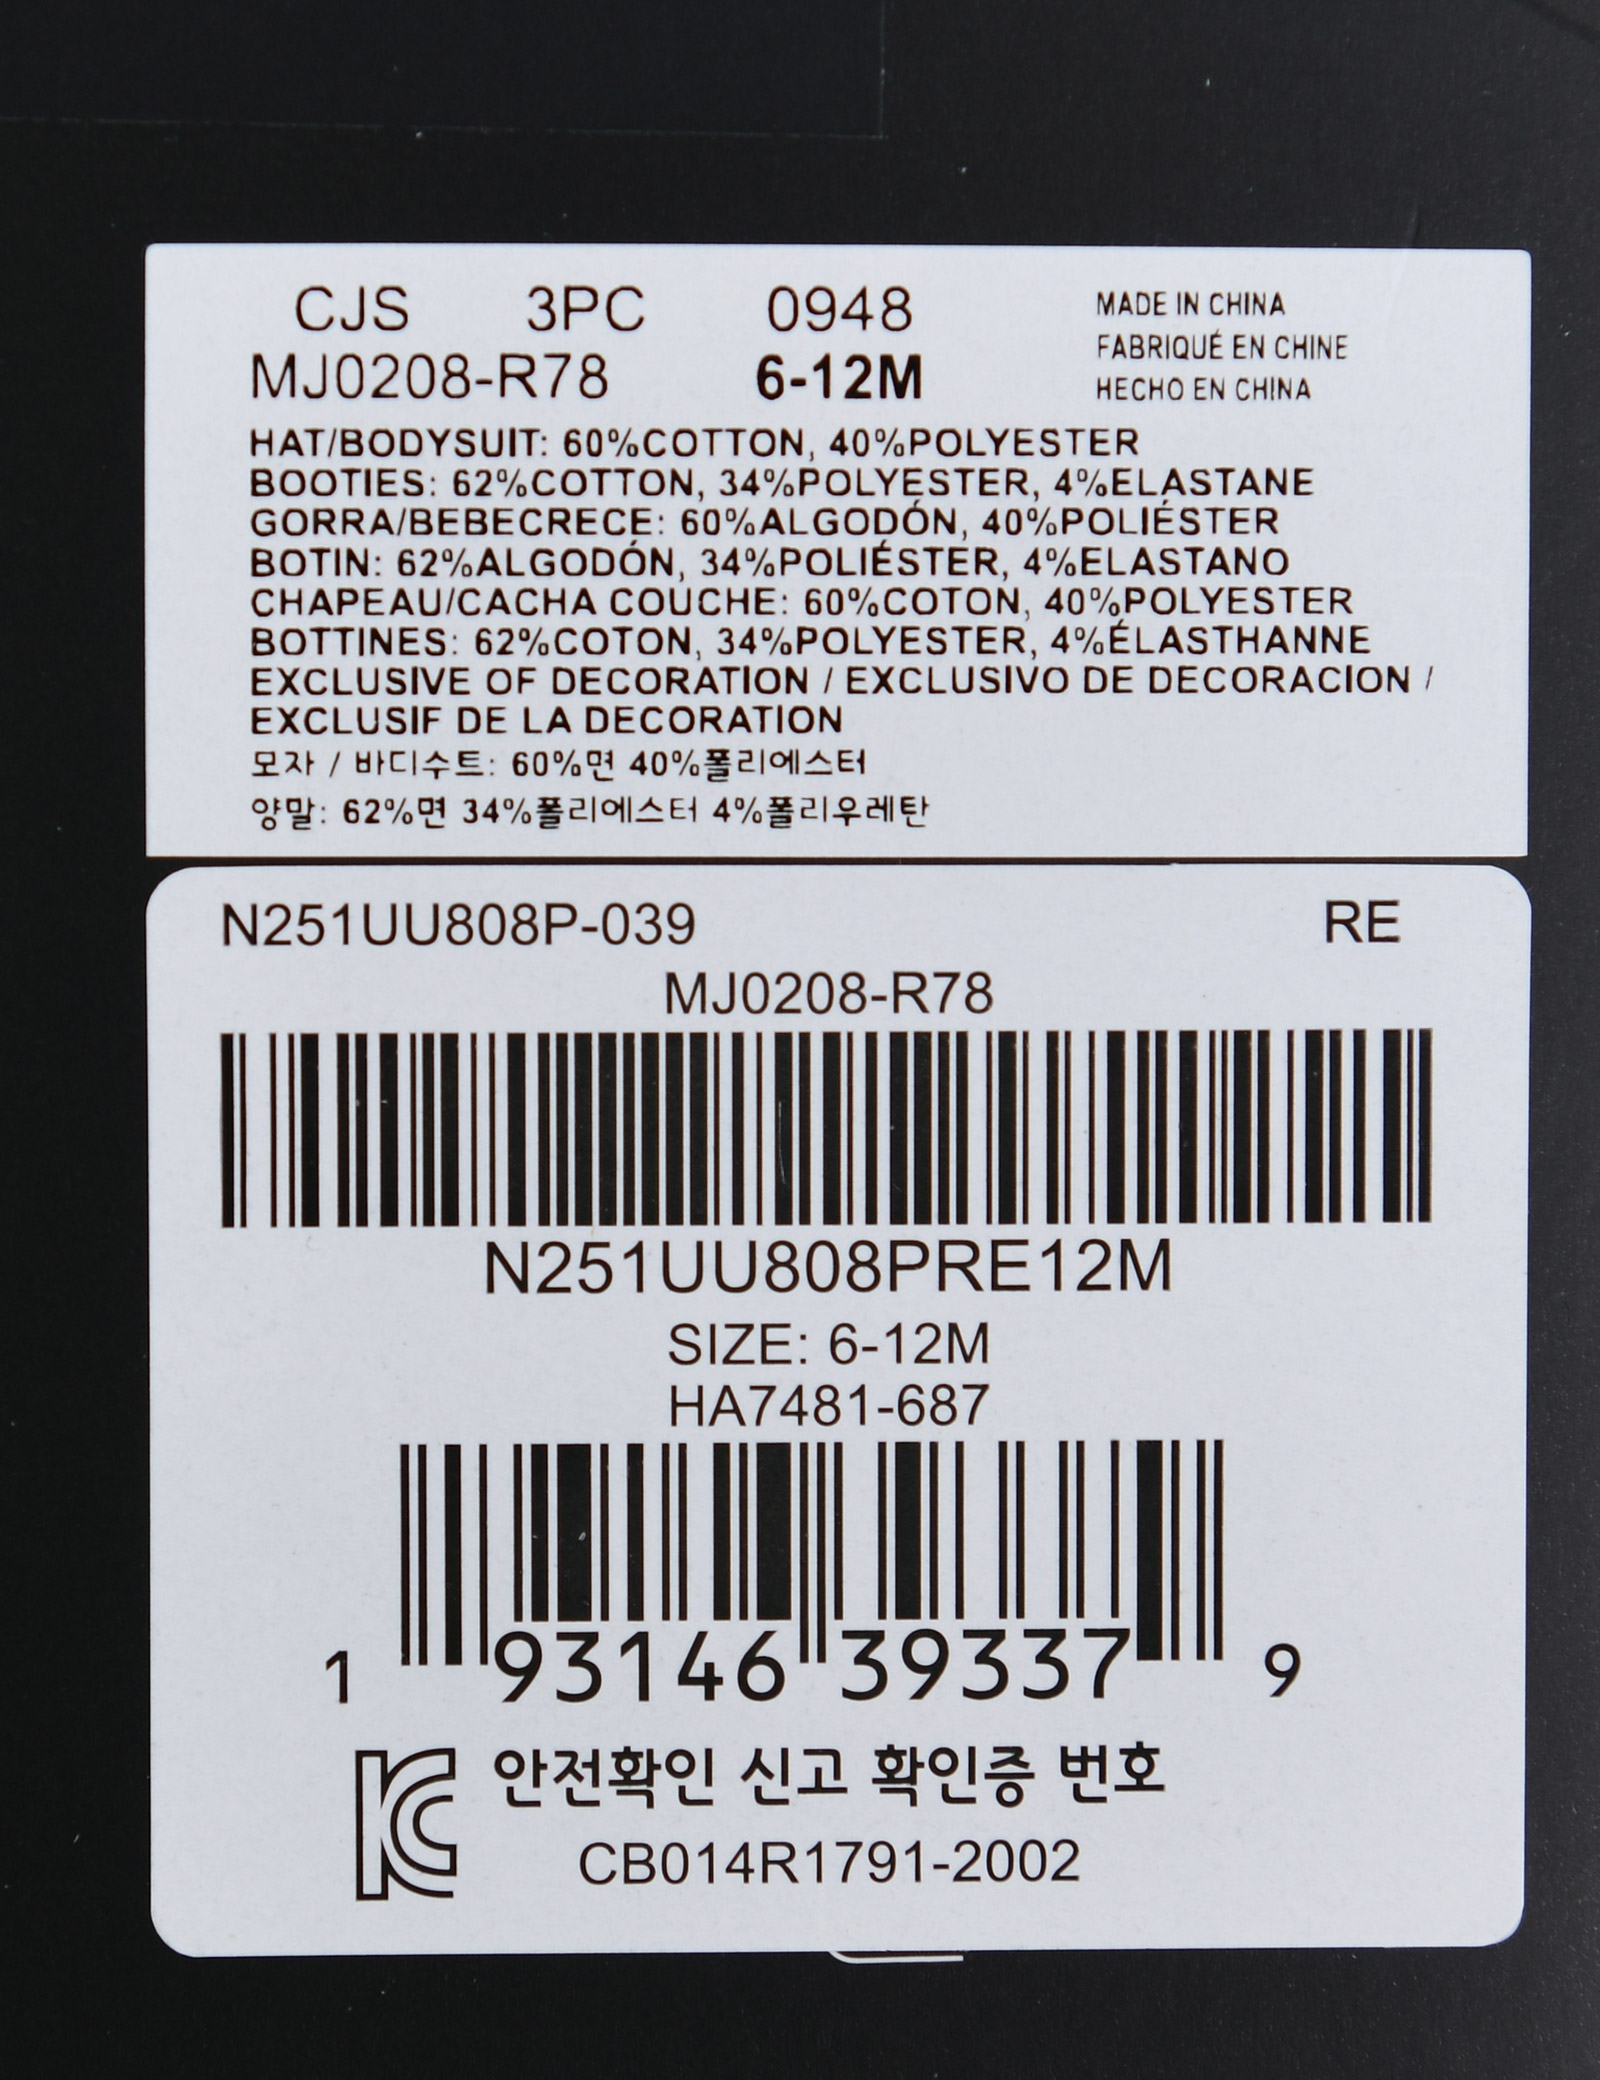 CJS 3PC 0948 MADE IN CHINA
FABRIQUÉ EN CHINE
MJ0208-R78 6-12M HECHO EN CHINA
HAT/BODYSUIT: 60%COTTON, 40%POLYESTER
BOOTIES: 62%COTTON, 34%POLYESTER, 4%ELASTANE
GORRA/BEBECRECE: 60%ALGODÓN, 40%POLIÉSTER
BOTIN: 62%ALGODÓN, 34%POLIÉSTER, 4%ELASTANO
CHAPEAU/CACHA COUCHE: 60%COTON, 40%POLYESTER
BOTTINES: 62%COTON, 34%POLYESTER, 4%ÉLASTHANNE
EXCLUSIVE OF DECORATION / EXCLUSIVO DE DECORACION /
EXCLUSIF DE LA DECORATION
모자 / 바디수트: 60%면 40%폴리에스터
양말: 62%면 34%폴리에스터 4%폴리우레탄
N251UU808P-039 RE
MJ0208-R78
N251UU808PRE12M
SIZE: 6-12M
HA7481-687
1 93146 39337 9
KC 안전확인 신고 확인증 번호
CB014R1791-2002